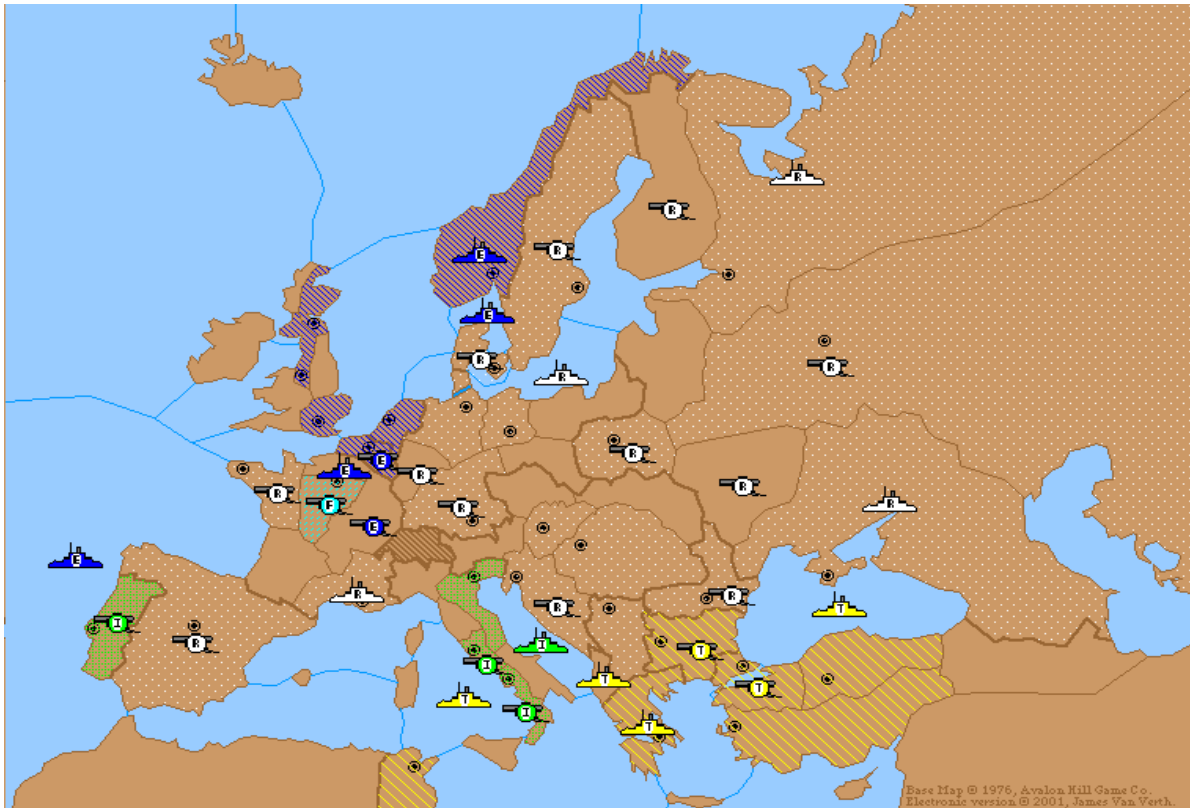 R
R
E
R
E
R
R
R
E
R
E
R
R
R
F
R
R
E
E
R
R
R
T
I
R
I
T
I
T
T
T
I
T
Base Map © 1976, Avalon Hill Game Co.
Electronic version © 2001, James Van Verth.